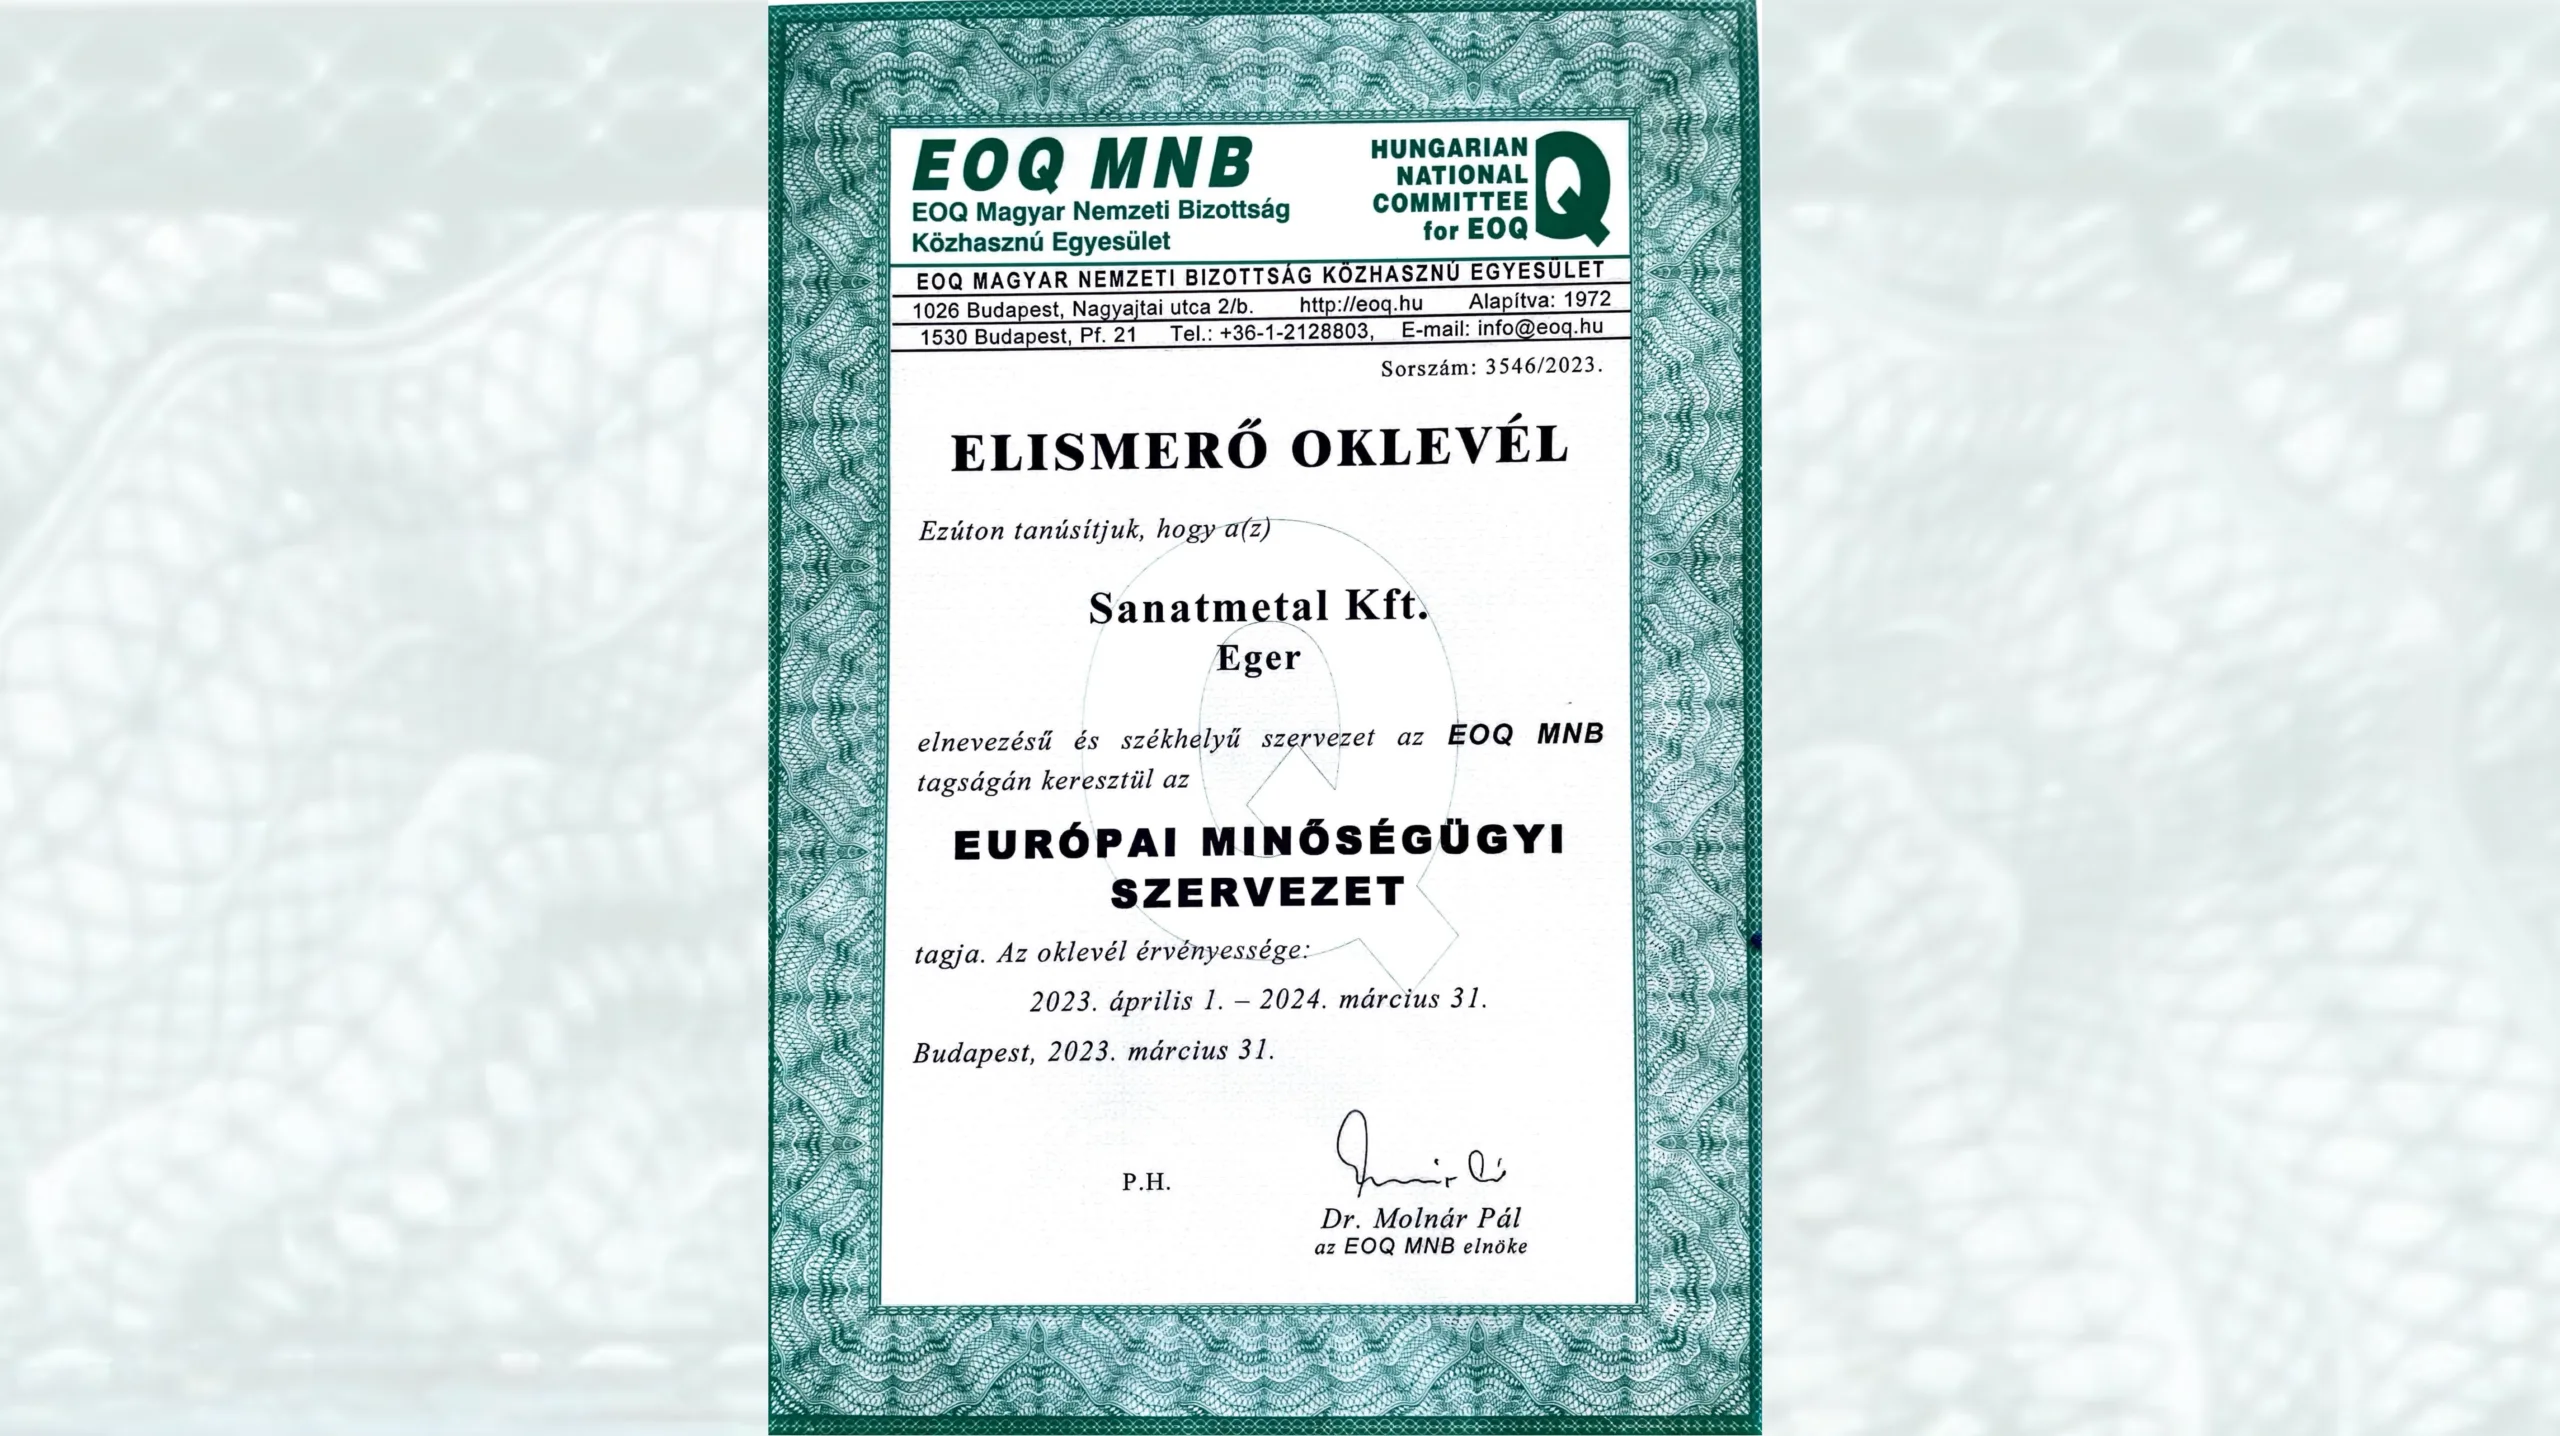 EOQ MNB
EOQ Magyar Nemzeti Bizottság
Közhasznú Egyesület
HUNGARIAN
NATIONAL
COMMITTEE
for EOQ
EOQ MAGYAR NEMZETI BIZOTTSÁG KÖZHASZNÚ EGYESÜLET
1026 Budapest, Nagyajtai utca 2/b. http://eoq.hu Alapítva: 1972
1530 Budapest, Pf. 21 Tel.: +36-1-2128803, E-mail: info@eoq.hu
Sorszám: 3546/2023.
ELISMERŐ OKLEVÉL
Ezúton tanúsítjuk, hogy a(z)
Sanatmetal Kft.
Eger
elnevezésű és székhelyű szervezet az EOQ MNB
tagságán keresztül az
EURÓPAI MINŐSÉGÜGYI
SZERVEZET
tagja. Az oklevél érvényessége:
2023. április 1. – 2024. március 31.
Budapest, 2023. március 31.
P.H.
Dr. Molnár Pál
az EOQ MNB elnöke